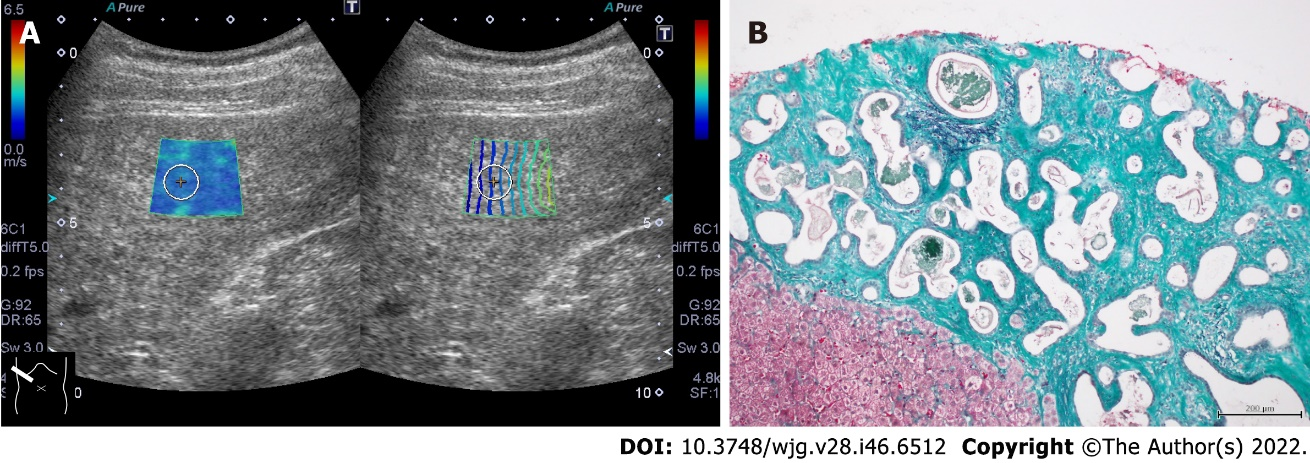 6.5
A
APure
T
APure
T
B
0
0
0.0
m/s
5
5
6C1
diffT5.0
0.2 fps
G:92
DR:65
Sw 3.0
6C1
diffT5.0
0.2 fps
G:92
DR:65
Sw 3.0
4.8k
SF:1
0
10
200 µm
DOI: 10.3748/wjg.v28.i46.6512 Copyright ©The Author(s) 2022.